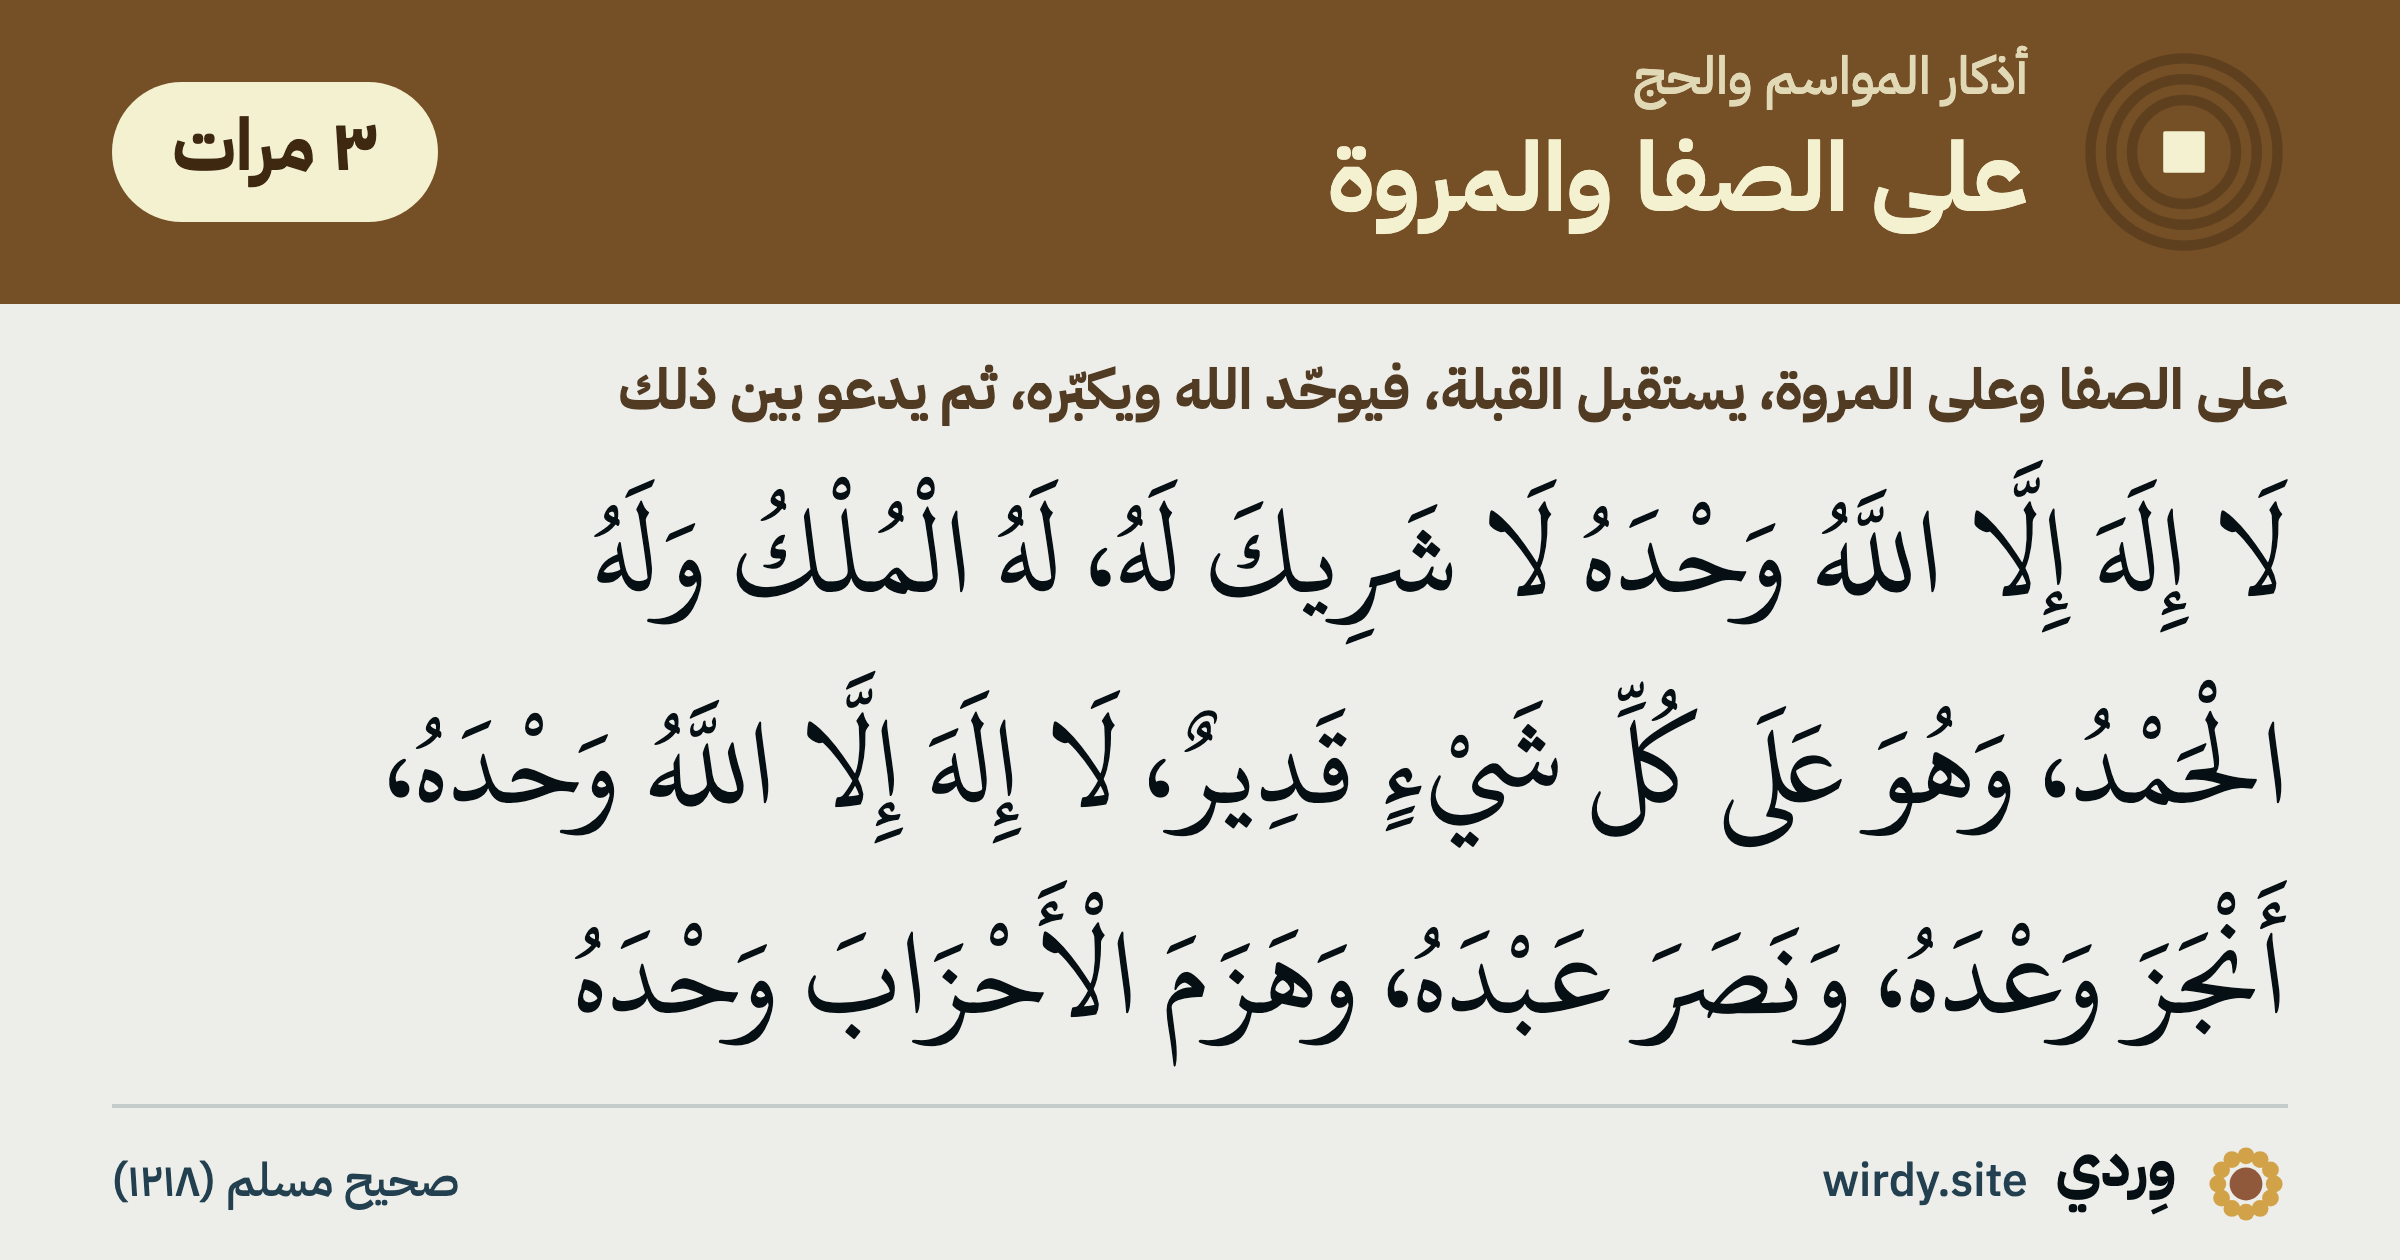 أذكار المواسم والحج
على الصفا والمروة
٣ مرات
على الصفا وعلى المروة، يستقبل القبلة، فيوحّد الله ويكبّره، ثم يدعو بين ذلك
لَا إِلَهَ إِلَّا اللَّهُ وَحْدَهُ لَا شَرِيكَ لَهُ، لَهُ الْمُلْكُ وَلَهُ
الْحَمْدُ، وَهُوَ عَلَى كُلِّ شَيْءٍ قَدِيرٌ، لَا إِلَهَ إِلَّا اللَّهُ وَحْدَهُ،
أَنْجَزَ وَعْدَهُ، وَنَصَرَ عَبْدَهُ، وَهَزَمَ الْأَحْزَابَ وَحْدَهُ
وِردي wirdy.site
صحيح مسلم (١٢١٨)